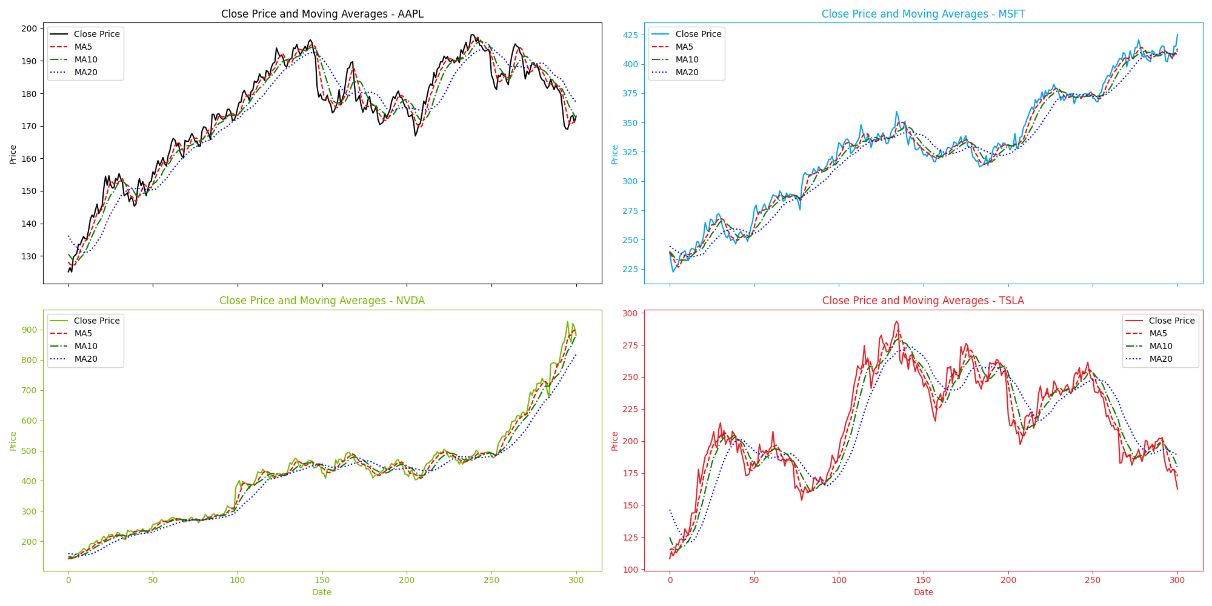 Close Price and Moving Averages - AAPL
Price
200
190
180
170
160
150
140
130
Close Price
MA5
MA10
MA20
Close Price and Moving Averages - MSFT
Price
425
400
375
350
325
300
275
250
225
Close Price
MA5
MA10
MA20
Close Price and Moving Averages - NVDA
Price
900
800
700
600
500
400
300
200
Close Price
MA5
MA10
MA20
0 50 100 150 200 250 300
Date
Close Price and Moving Averages - TSLA
Price
300
275
250
225
200
175
150
125
100
Close Price
MA5
MA10
MA20
0 50 100 150 200 250 300
Date